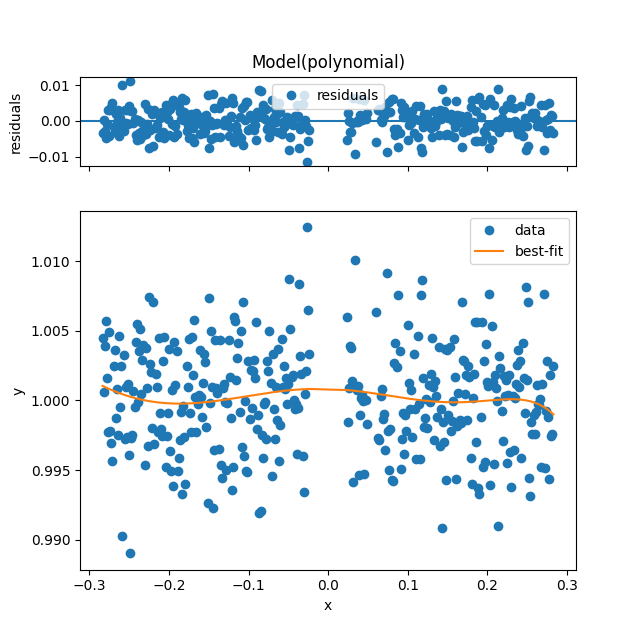 Model(polynomial)
0.01
0.00
−0.01
residuals
residuals
1.010
1.005
1.000
0.995
0.990
y
data
best-fit
−0.3 −0.2 −0.1 0.0 0.1 0.2 0.3
x